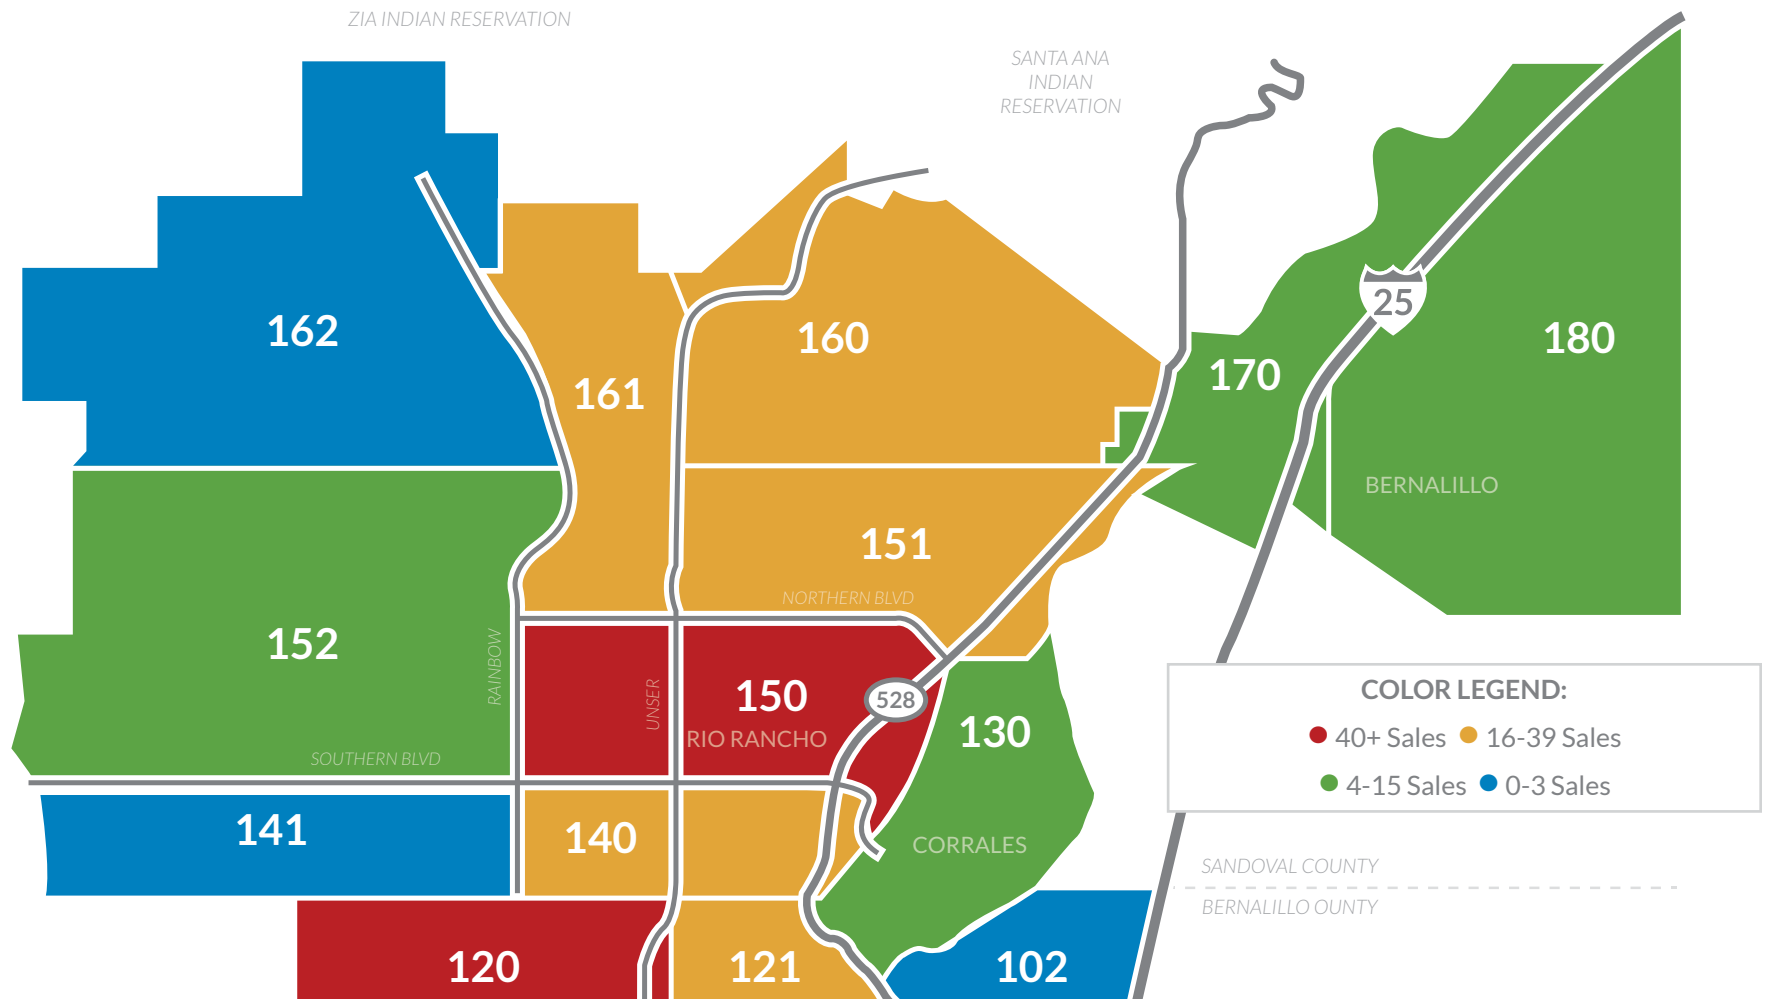 ZIA INDIAN RESERVATION
SANTA ANA
INDIAN
RESERVATION
25
162
160
180
170
161
BERNALILLO
151
NORTHERN BLVD
152
RAINBOW
UNSER
150
528
RIO RANCHO
130
COLOR LEGEND:
40+ Sales 16-39 Sales
4-15 Sales 0-3 Sales
SOUTHERN BLVD
141
140
CORRALES
SANDOVAL COUNTY
BERNALILLO OUNTY
120
121
102